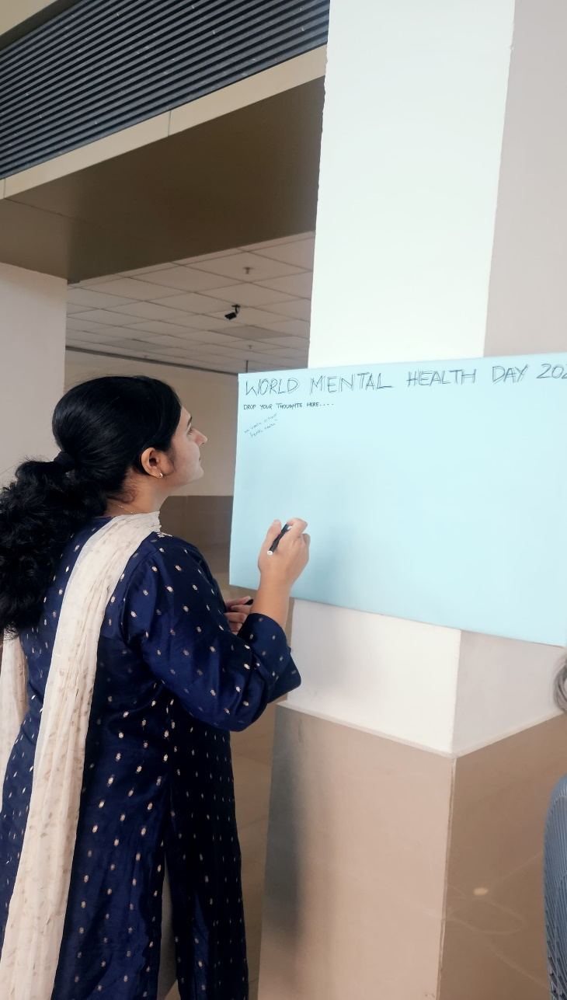 WORLD MENTAL HEALTH DAY 202
DROP YOUR THOUGHTS HERE....